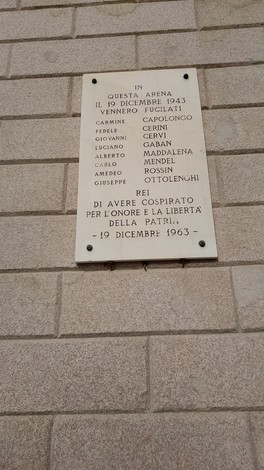 IN
QUESTA ARENA
IL 19 DICEMBRE 1943
VENNERO FUCILATI
CARMINE CAPOLONGO
FEDELE CERINI
GIOVANNI CERVI
LUCIANO GABAN
ALBERTO MADDALENA
CARLO MENDEL
AMEDEO ROSSIN
GIUSEPPE OTTOLENGHI
REI
DI AVERE COSPIRATO
PER L'ONORE E LA LIBERTA'
DELLA PATRIA
- 19 DICEMBRE 1963 -